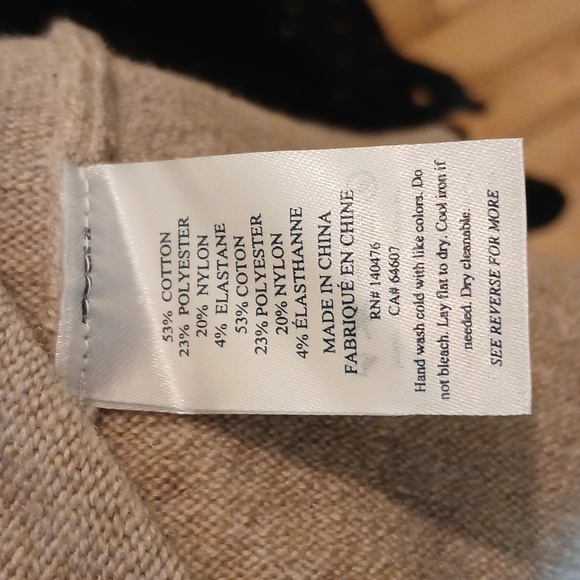 53% COTTON
23% POLYESTER
20% NYLON
4% ELASTANE
53% COTON
23% POLYESTER
20% NYLON
4% ÉLASTHANNE
MADE IN CHINA
FABRIQUÉ EN CHINE
RN# 140476
CA# 64607
Hand wash cold with like colors. Do
not bleach. Lay flat to dry. Cool iron if
needed. Dry cleanable.
SEE REVERSE FOR MORE